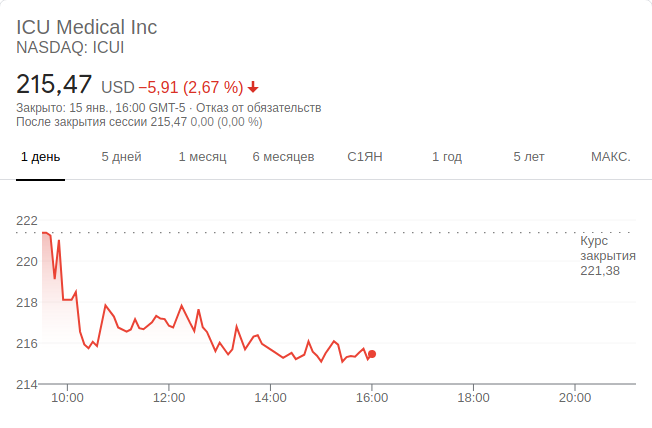 ICU Medical Inc
NASDAQ: ICUI
215,47 USD −5,91 (2,67 %)
Закрыто: 15 янв., 16:00 GMT-5 · Отказ от обязательств
После закрытия сессии 215,47 0,00 (0,00 %)
1 день 5 дней 1 месяц 6 месяцев С1ЯН 1 год 5 лет МАКС.
222
Курс
закрытия
221,38
220
218
216
214
10:00 12:00 14:00 16:00 18:00 20:00